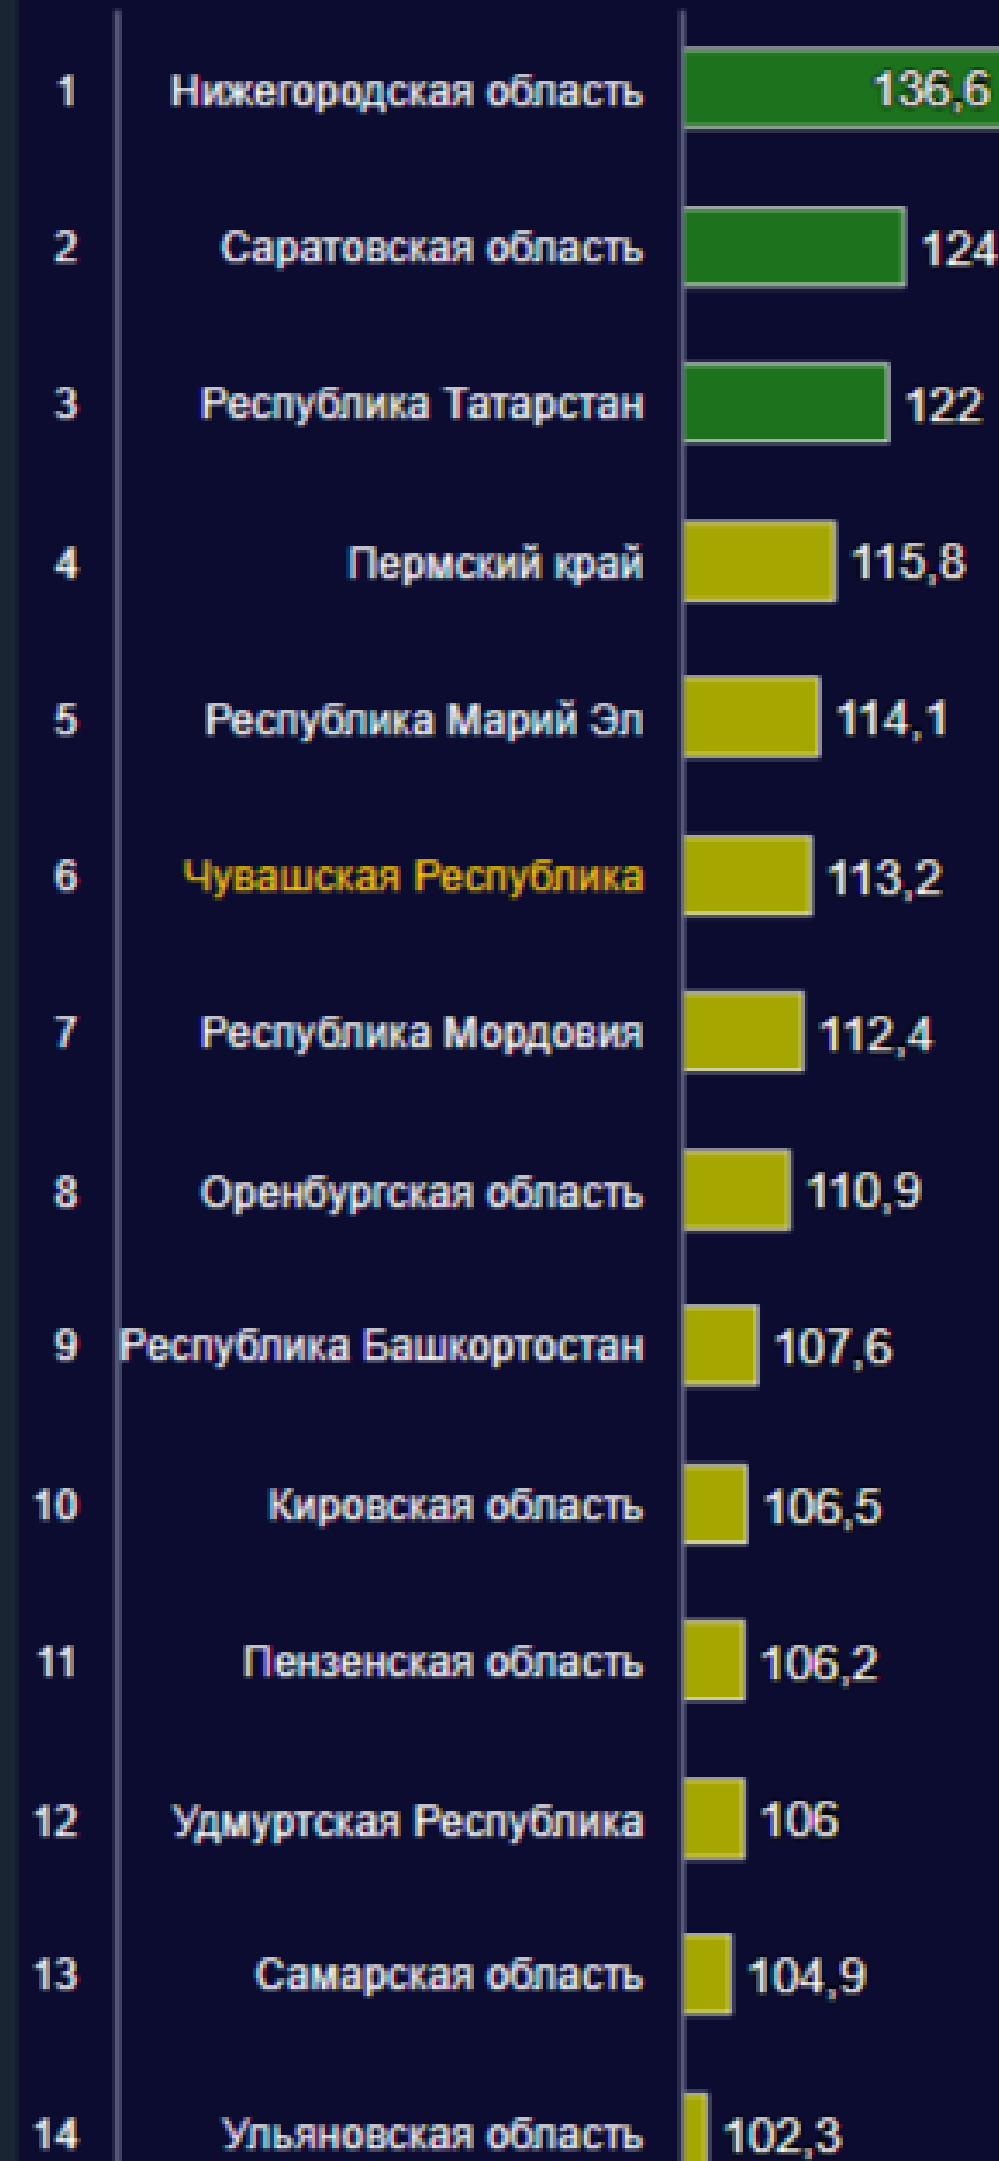 1 Нижегородская область 136,6
2 Саратовская область 124
3 Республика Татарстан 122
4 Пермский край 115,8
5 Республика Марий Эл 114,1
6 Чувашская Республика 113,2
7 Республика Мордовия 112,4
8 Оренбургская область 110,9
9 Республика Башкортостан 107,6
10 Кировская область 106,5
11 Пензенская область 106,2
12 Удмуртская Республика 106
13 Самарская область 104,9
14 Ульяновская область 102,3